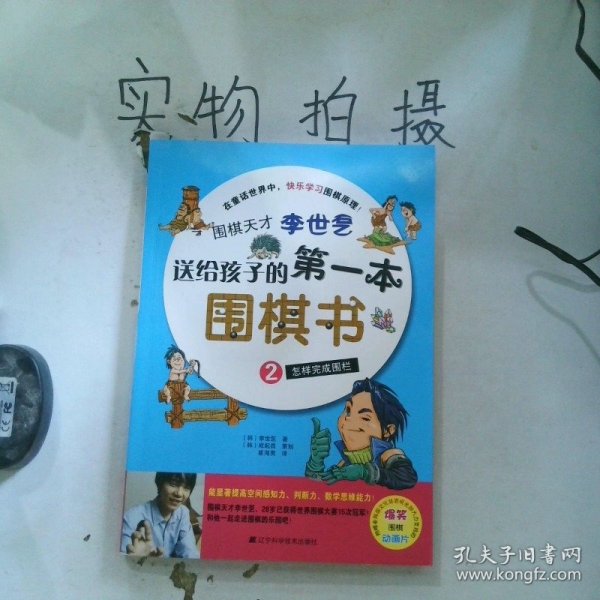 实物拍摄
在童话世界中，快乐学习围棋原理！
围棋天才 李世乭
送给孩子的第一本
围棋书
2 怎样完成围栏
[韩] 李世乭 著
能显著提高空间感知力、判断力、数学思维能力！
围棋天才李世乭，28岁已获得世界围棋大赛15次冠军！
和他一起走进围棋的乐园吧！
爆笑
围棋
动画片
辽宁科学技术出版社
孔夫子旧书网
www.kongfz.com